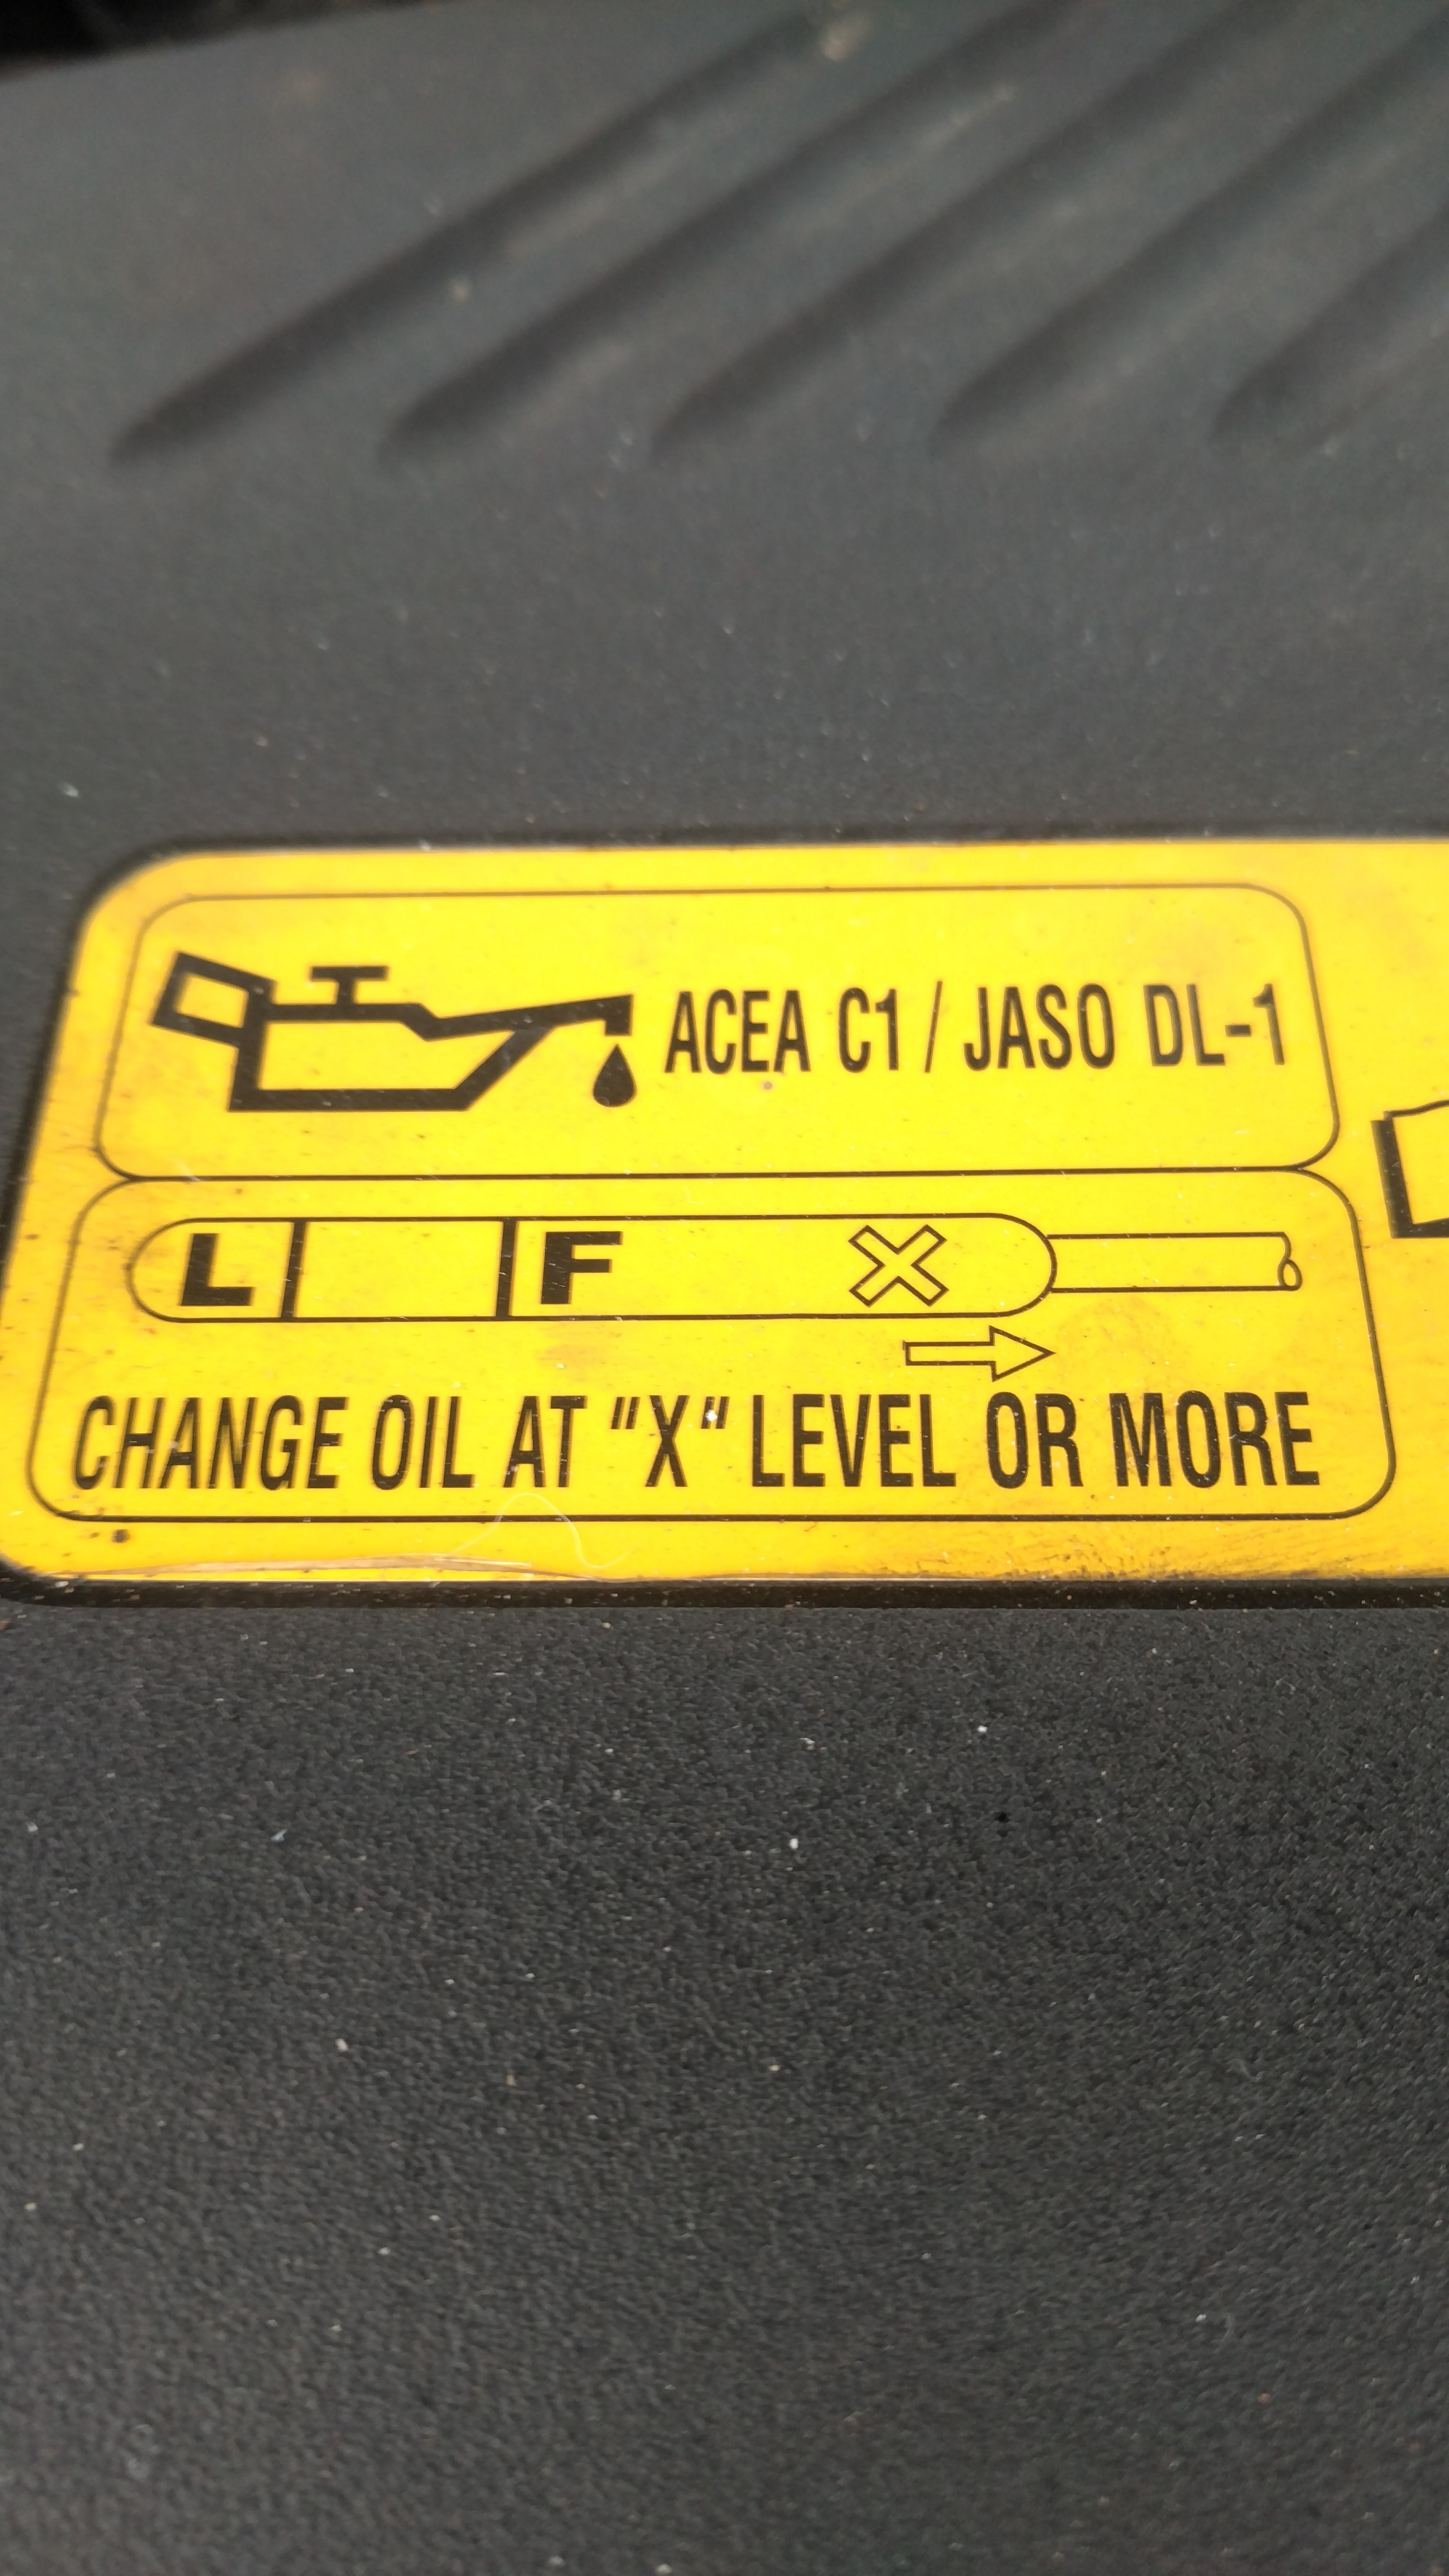 ACEA C1 / JASO DL-1
L F X
CHANGE OIL AT "X" LEVEL OR MORE